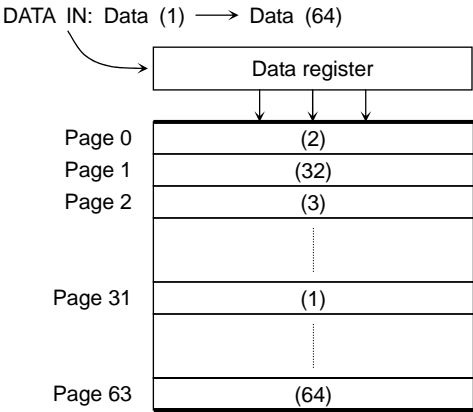 DATA IN: Data (1) → Data (64)
Data register
Page 0 (2)
Page 1 (32)
Page 2 (3)
Page 31 (1)
Page 63 (64)